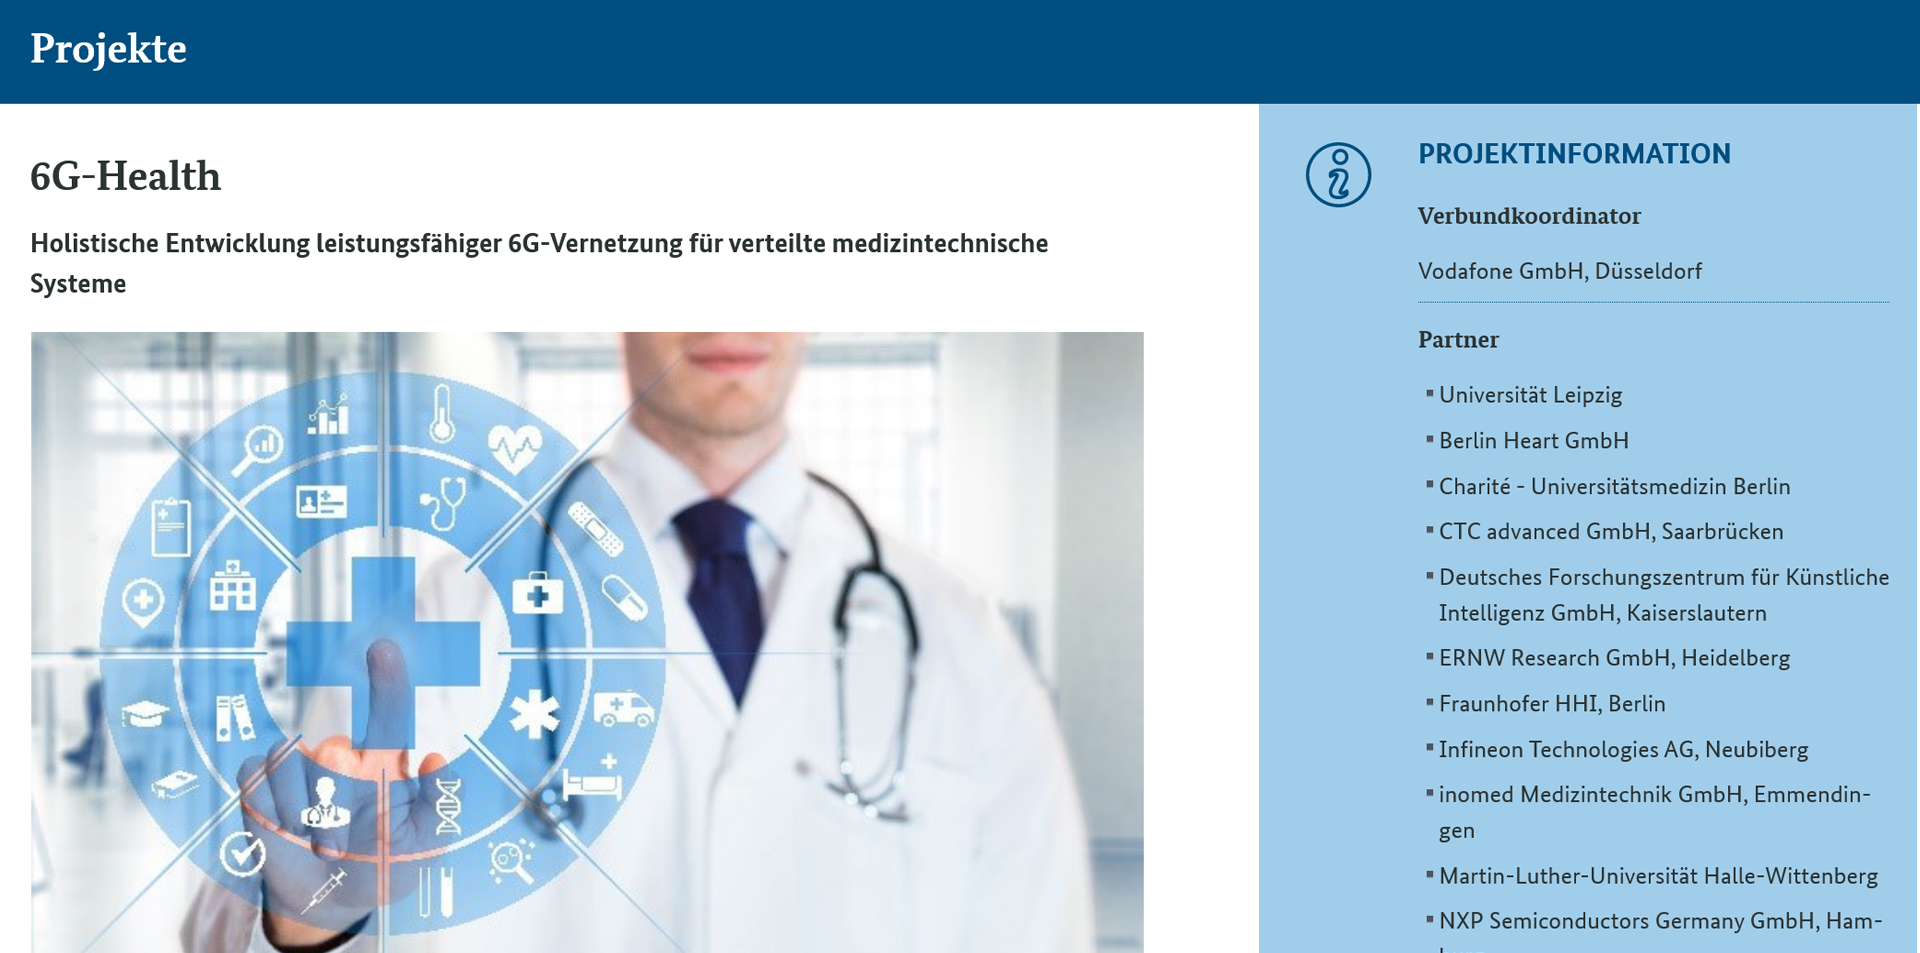 Projekte
6G-Health
Holistische Entwicklung leistungsfähiger 6G-Vernetzung für verteilte medizintechnische
Systeme
PROJEKTINFORMATION
Verbundkoordinator
Vodafone GmbH, Düsseldorf
Partner
Universität Leipzig
Berlin Heart GmbH
Charité - Universitätsmedizin Berlin
CTC advanced GmbH, Saarbrücken
Deutsches Forschungszentrum für Künstliche
Intelligenz GmbH, Kaiserslautern
ERNW Research GmbH, Heidelberg
Fraunhofer HHI, Berlin
Infineon Technologies AG, Neubiberg
inomed Medizintechnik GmbH, Emmendin-
gen
Martin-Luther-Universität Halle-Wittenberg
NXP Semiconductors Germany GmbH, Ham-